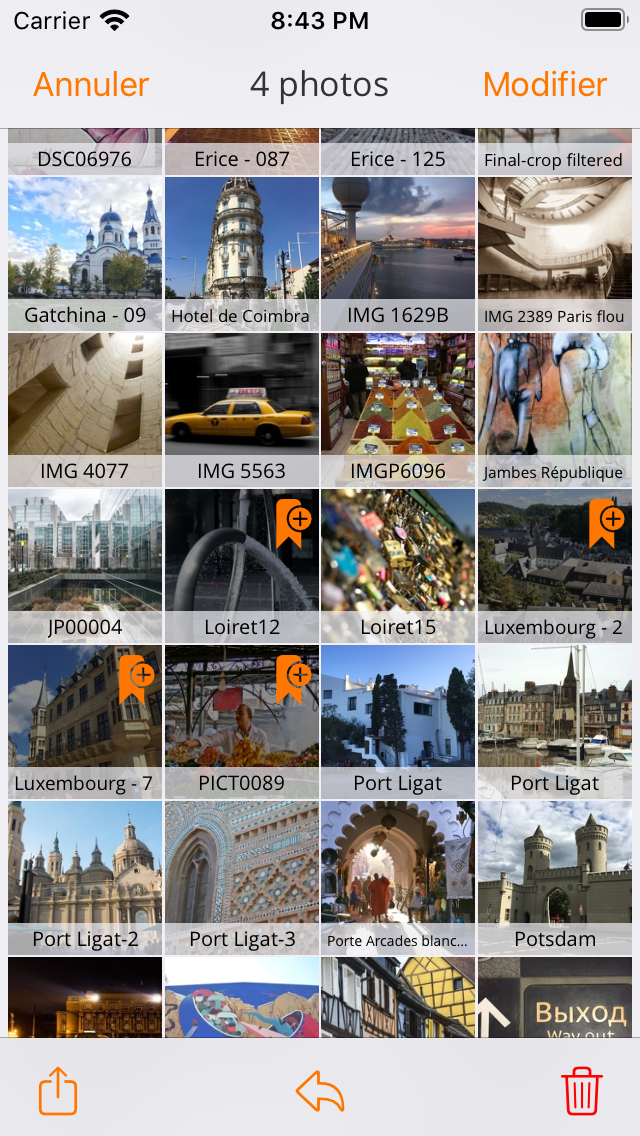 Carrier 8:43 PM
Annuler 4 photos Modifier
DSC06976 Erice - 087 Erice - 125 Final-crop filtered
Gatchina - 09 Hotel de Coimbra IMG 1629B IMG 2389 Paris flou
IMG 4077 IMG 5563 IMGP6096 Jambes République
JP00004 Loiret12 Loiret15 Luxembourg - 2
Luxembourg - 7 PICT0089 Port Ligat Port Ligat
Port Ligat-2 Port Ligat-3 Porte Arcades blanc... Potsdam
Выход
Way out